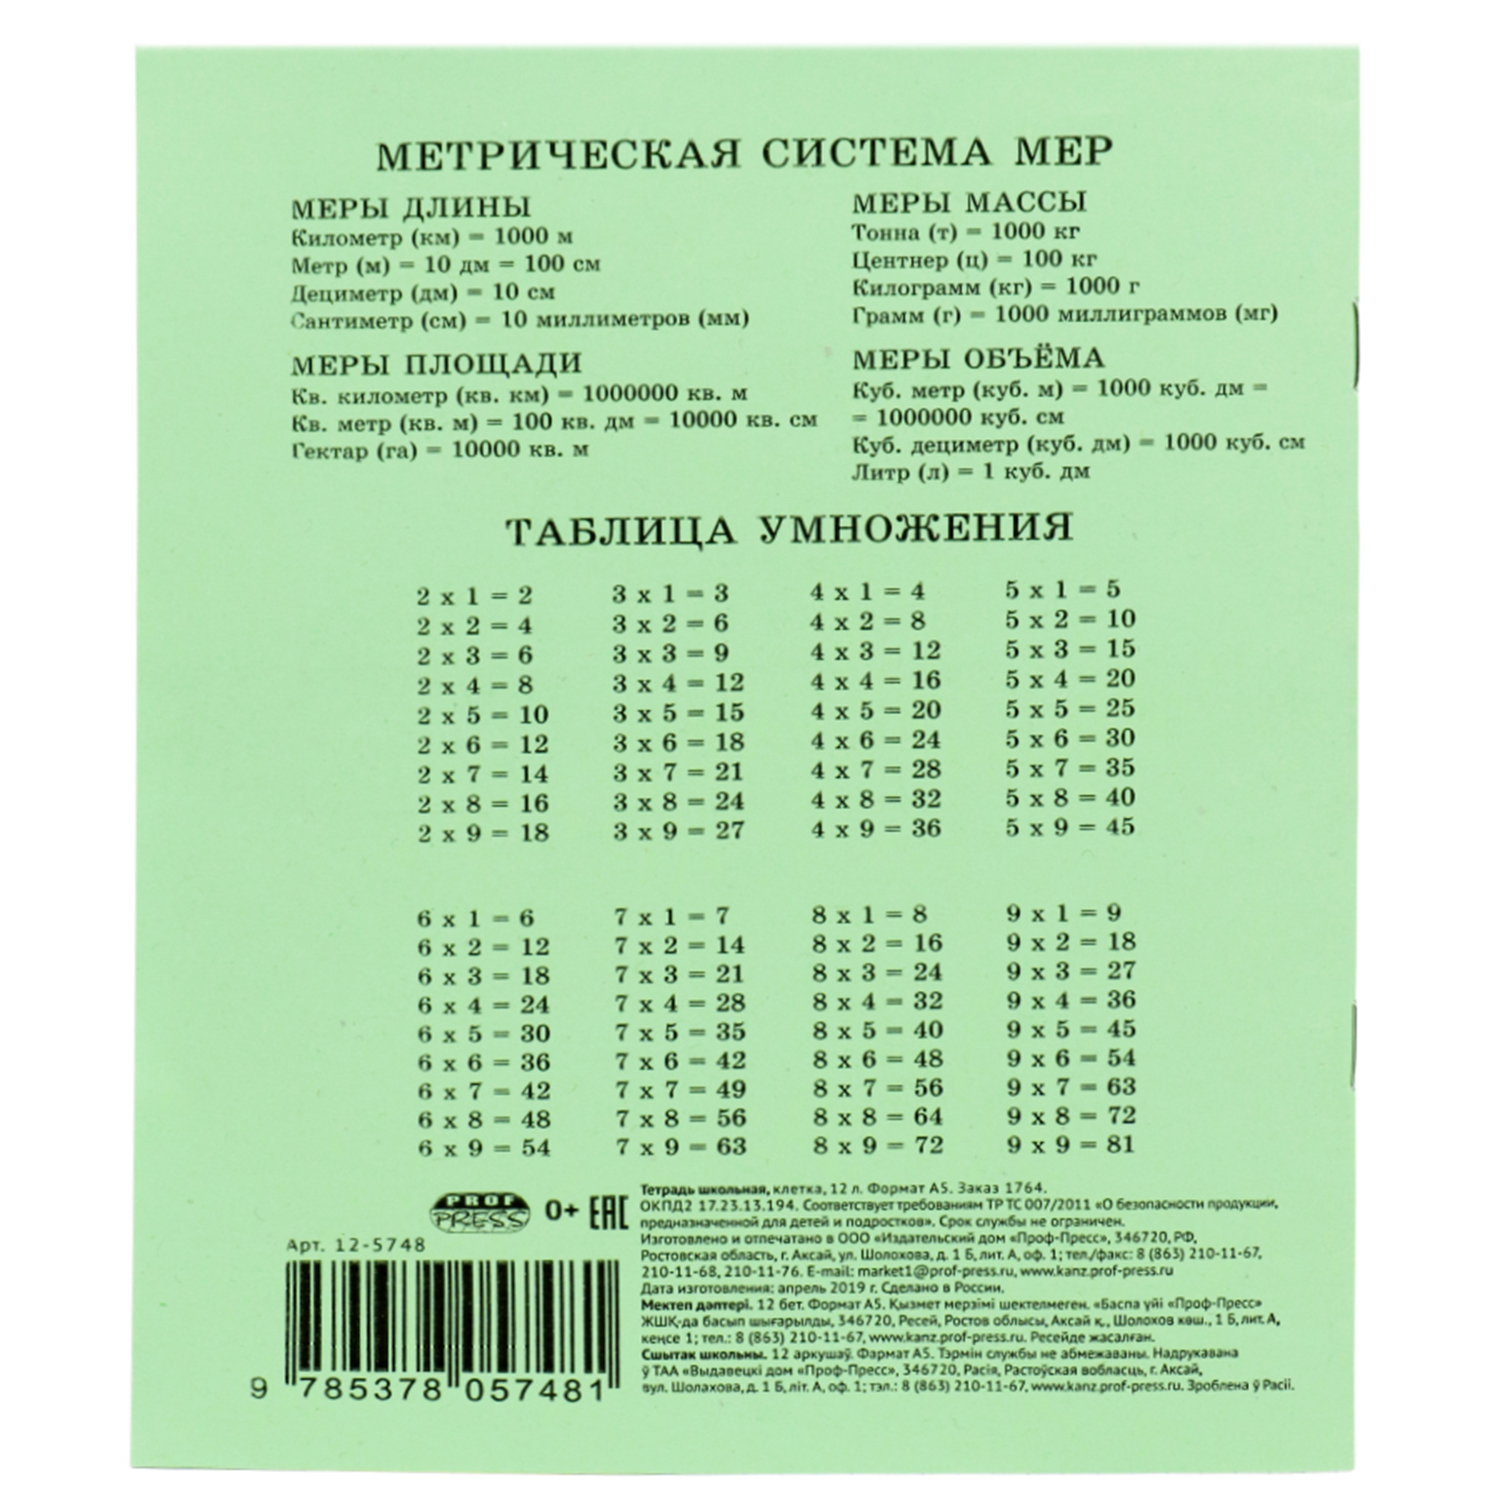 МЕТРИЧЕСКАЯ СИСТЕМА МЕР
МЕРЫ ДЛИНЫ
Километр (км) = 1000 м
Метр (м) = 10 дм = 100 см
Дециметр (дм) = 10 см
Сантиметр (см) = 10 миллиметров (мм)
МЕРЫ ПЛОЩАДИ
Кв. километр (кв. км) = 1000000 кв. м
Кв. метр (кв. м) = 100 кв. дм = 10000 кв. см
Гектар (га) = 10000 кв. м
МЕРЫ МАССЫ
Тонна (т) = 1000 кг
Центнер (ц) = 100 кг
Килограмм (кг) = 1000 г
Грамм (г) = 1000 миллиграммов (мг)
МЕРЫ ОБЪЁМА
Куб. метр (куб. м) = 1000 куб. дм =
= 1000000 куб. см
Куб. дециметр (куб. дм) = 1000 куб. см
Литр (л) = 1 куб. дм
ТАБЛИЦА УМНОЖЕНИЯ
2 x 1 = 2 3 x 1 = 3 4 x 1 = 4 5 x 1 = 5
2 x 2 = 4 3 x 2 = 6 4 x 2 = 8 5 x 2 = 10
2 x 3 = 6 3 x 3 = 9 4 x 3 = 12 5 x 3 = 15
2 x 4 = 8 3 x 4 = 12 4 x 4 = 16 5 x 4 = 20
2 x 5 = 10 3 x 5 = 15 4 x 5 = 20 5 x 5 = 25
2 x 6 = 12 3 x 6 = 18 4 x 6 = 24 5 x 6 = 30
2 x 7 = 14 3 x 7 = 21 4 x 7 = 28 5 x 7 = 35
2 x 8 = 16 3 x 8 = 24 4 x 8 = 32 5 x 8 = 40
2 x 9 = 18 3 x 9 = 27 4 x 9 = 36 5 x 9 = 45
6 x 1 = 6 7 x 1 = 7 8 x 1 = 8 9 x 1 = 9
6 x 2 = 12 7 x 2 = 14 8 x 2 = 16 9 x 2 = 18
6 x 3 = 18 7 x 3 = 21 8 x 3 = 24 9 x 3 = 27
6 x 4 = 24 7 x 4 = 28 8 x 4 = 32 9 x 4 = 36
6 x 5 = 30 7 x 5 = 35 8 x 5 = 40 9 x 5 = 45
6 x 6 = 36 7 x 6 = 42 8 x 6 = 48 9 x 6 = 54
6 x 7 = 42 7 x 7 = 49 8 x 7 = 56 9 x 7 = 63
6 x 8 = 48 7 x 8 = 56 8 x 8 = 64 9 x 8 = 72
6 x 9 = 54 7 x 9 = 63 8 x 9 = 72 9 x 9 = 81
PROF
PRESS
0+ ЕАС
Арт. 12-5748
9 785378 057481
Тетрадь школьная, клетка, 12 л. Формат А5. Заказ 1764.
ОКПД2 17.23.13.194. Соответствует требованиям ТР ТС 007/2011 «О безопасности продукции,
предназначенной для детей и подростков». Срок службы не ограничен.
Изготовлено и отпечатано в ООО «Издательский дом «Проф-Пресс», 346720, РФ,
Ростовская область, г. Аксай, ул. Шолохова, д. 1 Б, лит. А, оф. 1; тел./факс: 8 (863) 210-11-67,
210-11-68, 210-11-76. E-mail: market1@prof-press.ru, www.kanz.prof-press.ru
Дата изготовления: апрель 2019 г. Сделано в России.
Мектеп дәптері. 12 бет. Формат А5. Қызмет мерзімі шектелмеген. «Баспа үйі «Проф-Пресс»
ЖШҚ-да басып шығарылды, 346720, Ресей, Ростов облысы, Аксай қ., Шолохов көш., 1 Б, лит. А,
кеңсе 1; тел.: 8 (863) 210-11-67, www.kanz.prof-press.ru. Ресейде жасалған.
Сшытак школьны. 12 аркушаў. Фармат А5. Тэрмін службы не абмежаваны. Надрукавана
ў ТАА «Выдавецкі дом «Проф-Пресс», 346720, Расія, Растоўская вобласць, г. Аксай,
вул. Шолахова, д. 1 Б, літ. А, оф. 1; тэл.: 8 (863) 210-11-67, www.kanz.prof-press.ru. Зроблена ў Расіі.